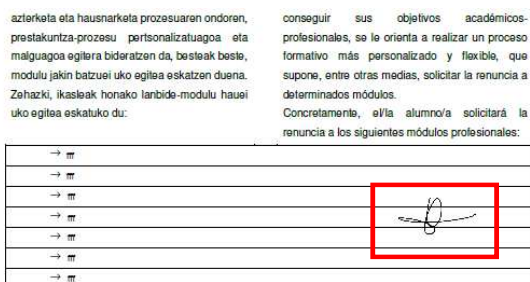 azterketa eta hausnarketa prozesuaren ondoren,
prestakuntza-prozesu pertsonalizatuagoa eta
malguagoa egitera bideratzen da, besteak beste,
modulu jakin batzuei uko egitea eskatzen duena.
Zehazki, ikasleak honako lanbide-modulu hauei
uko egitea eskatuko du:
conseguir sus objetivos académicos-
profesionales, se le orienta a realizar un proceso
formativo más personalizado y flexible, que
supone, entre otras medias, solicitar la renuncia a
determinados módulos.
Concretamente, el/la alumno/a solicitará la
renuncia a los siguientes módulos profesionales:
→
→
→
→
→
→
→